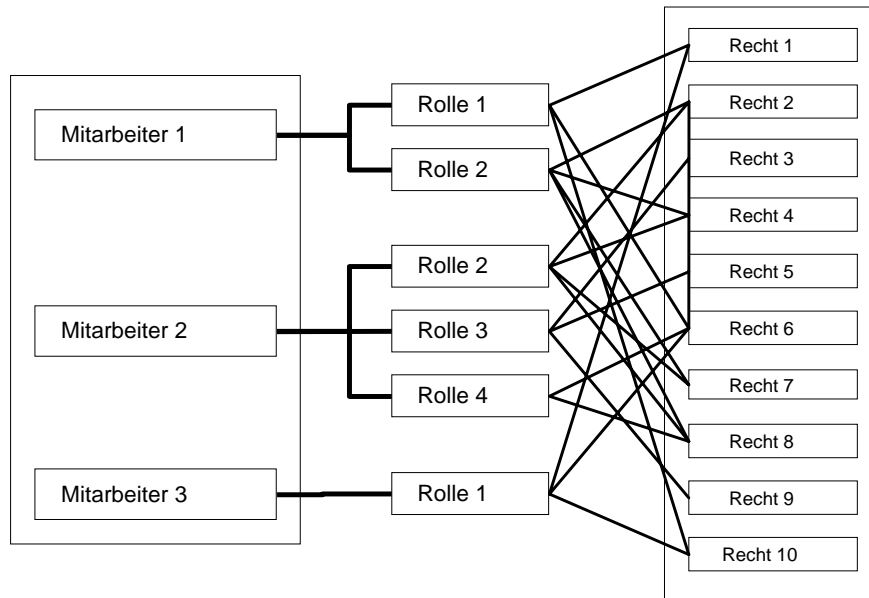 Mitarbeiter 1
Mitarbeiter 2
Mitarbeiter 3
Rolle 1
Rolle 2
Rolle 2
Rolle 3
Rolle 4
Rolle 1
Recht 1
Recht 2
Recht 3
Recht 4
Recht 5
Recht 6
Recht 7
Recht 8
Recht 9
Recht 10